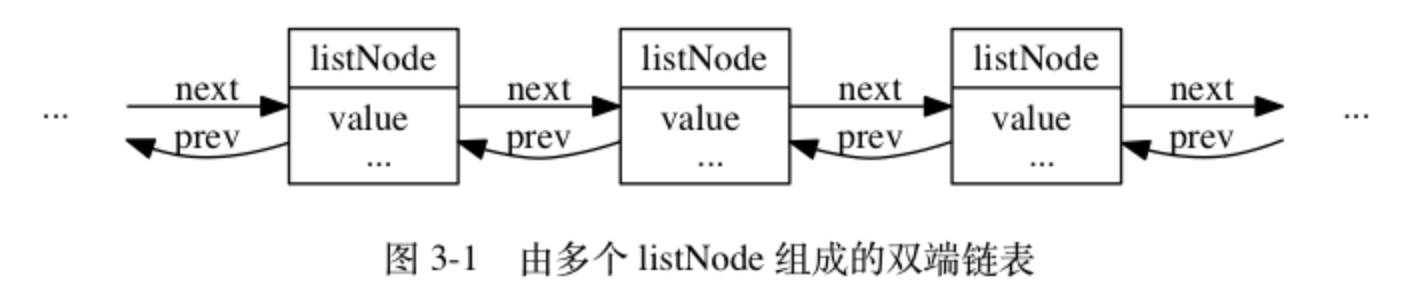 listNode listNode listNode
next next next next
... value value value ...
prev prev prev prev
... ... ...
图 3-1 由多个 listNode 组成的双端链表